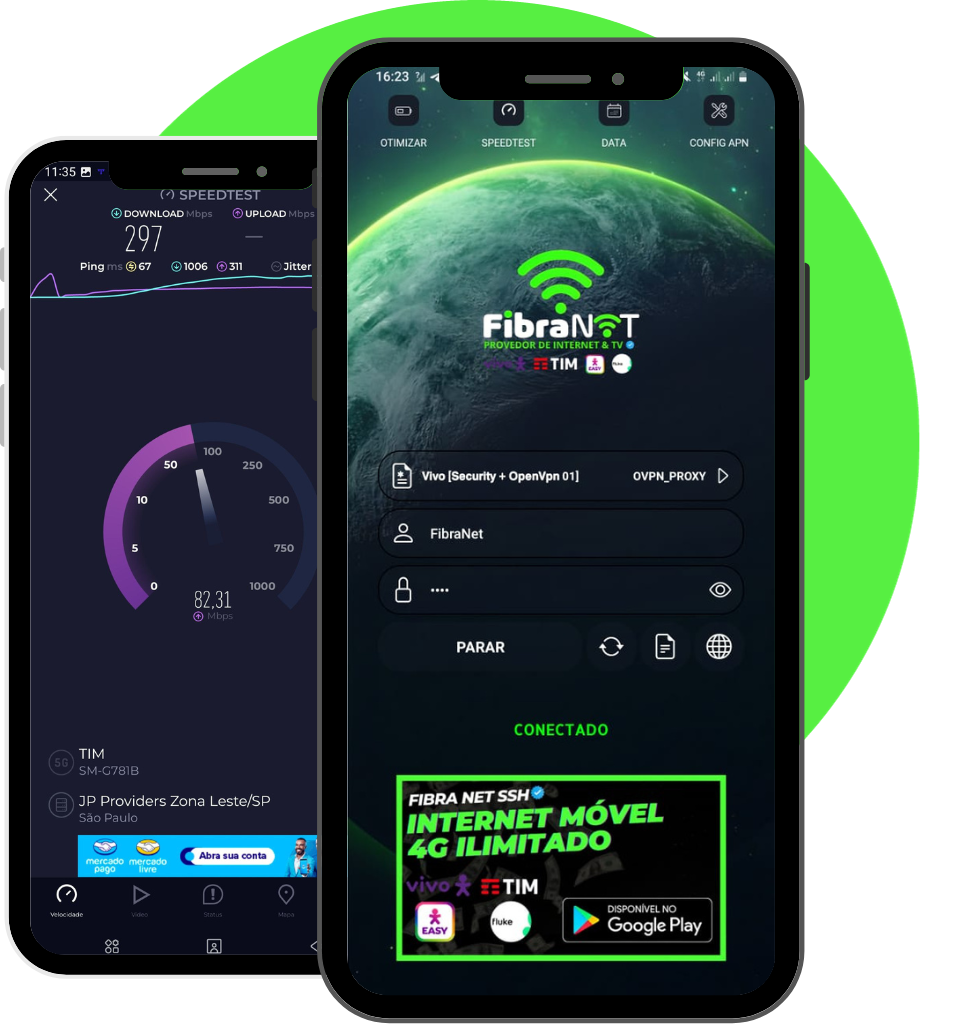 11:35
SPEEDTEST
DOWNLOAD Mbps UPLOAD Mbps
297 —
Ping ms 67 1006 311 Jitter
0
5
10
50
100
250
500
750
1000
82,31
Mbps
5G
TIM
SM-G781B
JP Providers Zona Leste/SP
São Paulo
mercado pago
mercado livre
Abra sua conta
Velocidade Vídeo Status Mapa
16:23
4G
OTIMIZAR SPEEDTEST DATA CONFIG APN
FibraNET
PROVEDOR DE INTERNET & TV
vivo TIM EASY fluke
Vivo [Security + OpenVpn 01] OVPN_PROXY
FibraNet
••••
PARAR
CONECTADO
FIBRA NET SSH
INTERNET MÓVEL
4G ILIMITADO
vivo TIM
EASY fluke
DISPONÍVEL NO
Google Play